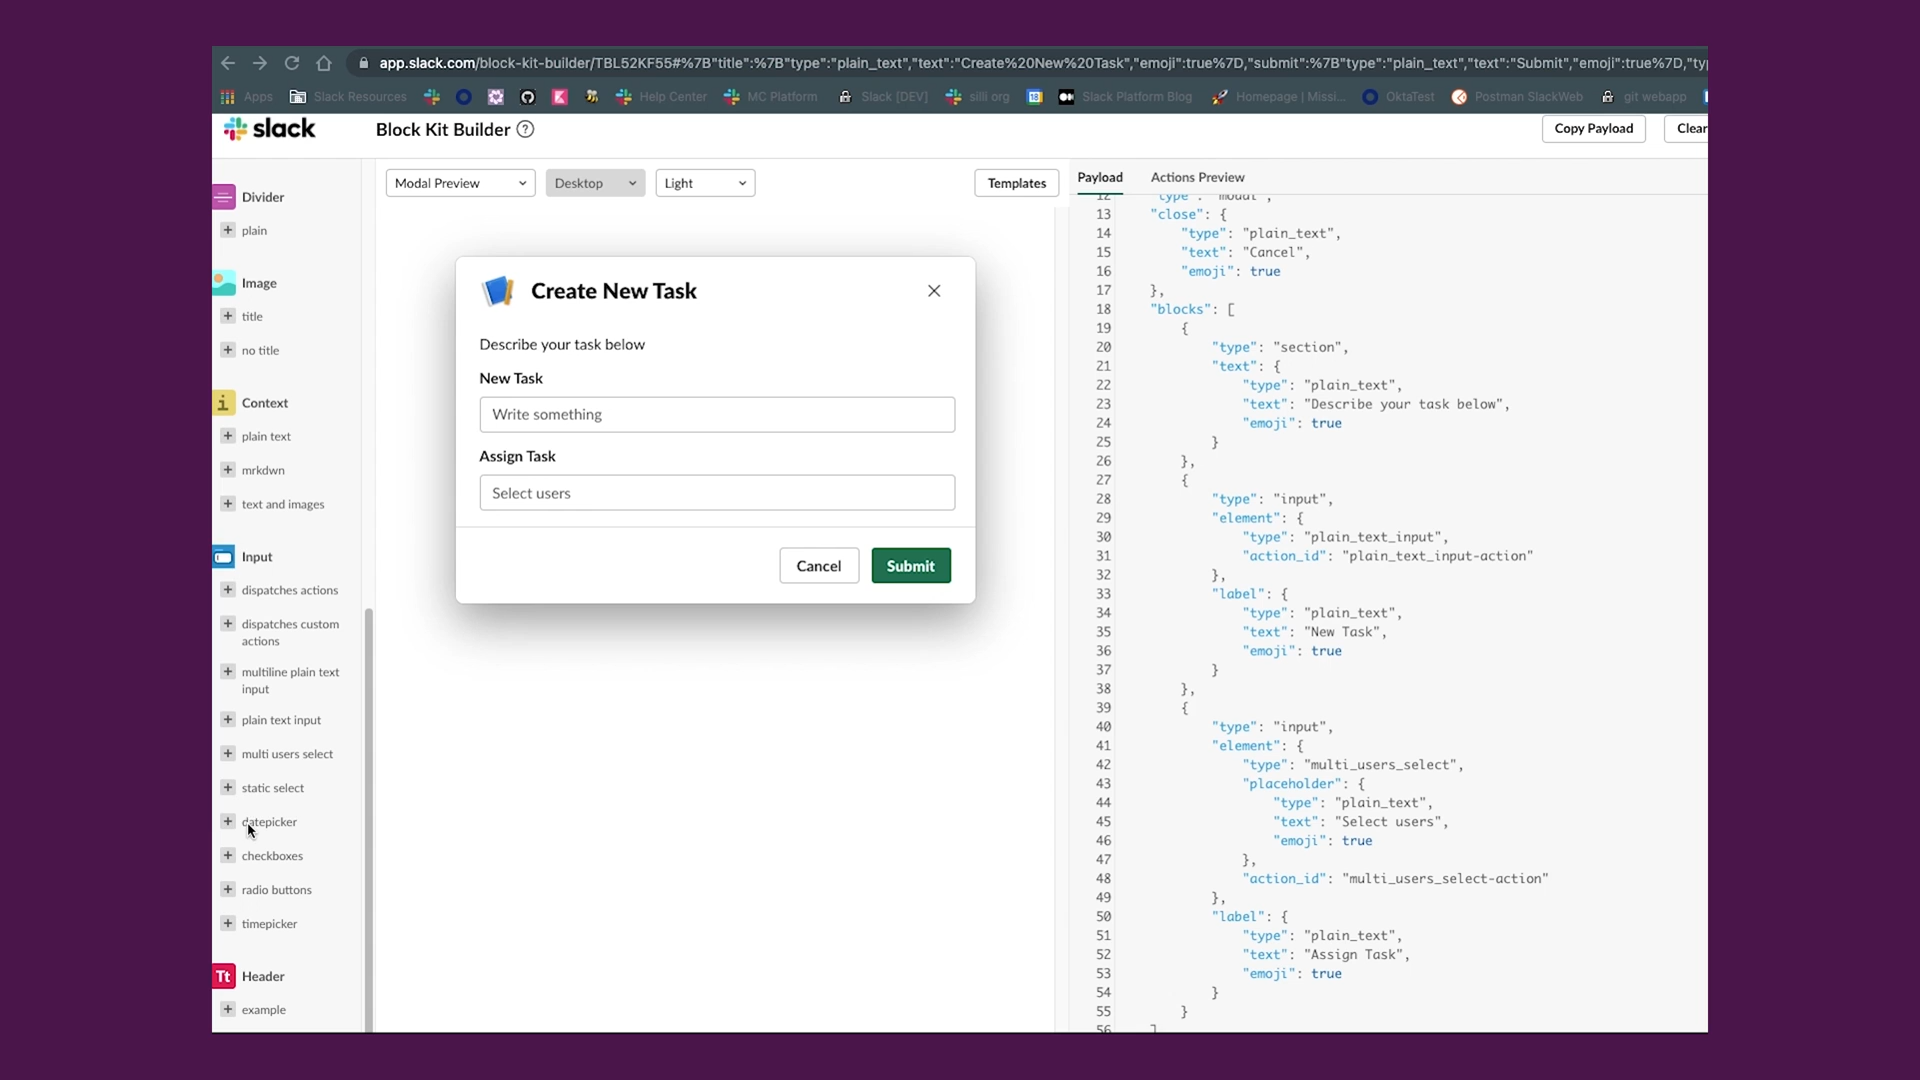 app.slack.com/block-kit-builder/TBL52KF55#%7B"title":%7B"type":"plain_text","text":"Create%20New%20Task","emoji":true%7D,"submit":%7B"type":"plain_text","text":"Submit","emoji":true%7D,"typ
Apps Slack Resources Help Center MC Platform Slack [DEV] silli org Slack Platform Blog Homepage | Missi... OktaTest Postman SlackWeb git webapp
slack Block Kit Builder ? Copy Payload Clear
Divider
plain
Image
title
no title
Context
plain text
mrkdwn
text and images
Input
dispatches actions
dispatches custom
actions
multiline plain text
input
plain text input
multi users select
static select
datepicker
checkboxes
radio buttons
timepicker
Tt Header
example
Modal Preview Desktop Light Templates
Create New Task
Describe your task below
New Task
Write something
Assign Task
Select users
Cancel Submit
Payload Actions Preview
12 "type": "modal",
13 "close": {
14 "type": "plain_text",
15 "text": "Cancel",
16 "emoji": true
17 },
18 "blocks": [
19 {
20 "type": "section",
21 "text": {
22 "type": "plain_text",
23 "text": "Describe your task below",
24 "emoji": true
25 }
26 },
27 {
28 "type": "input",
29 "element": {
30 "type": "plain_text_input",
31 "action_id": "plain_text_input-action"
32 },
33 "label": {
34 "type": "plain_text",
35 "text": "New Task",
36 "emoji": true
37 }
38 },
39 {
40 "type": "input",
41 "element": {
42 "type": "multi_users_select",
43 "placeholder": {
44 "type": "plain_text",
45 "text": "Select users",
46 "emoji": true
47 },
48 "action_id": "multi_users_select-action"
49 },
50 "label": {
51 "type": "plain_text",
52 "text": "Assign Task",
53 "emoji": true
54 }
55 }
56 ]